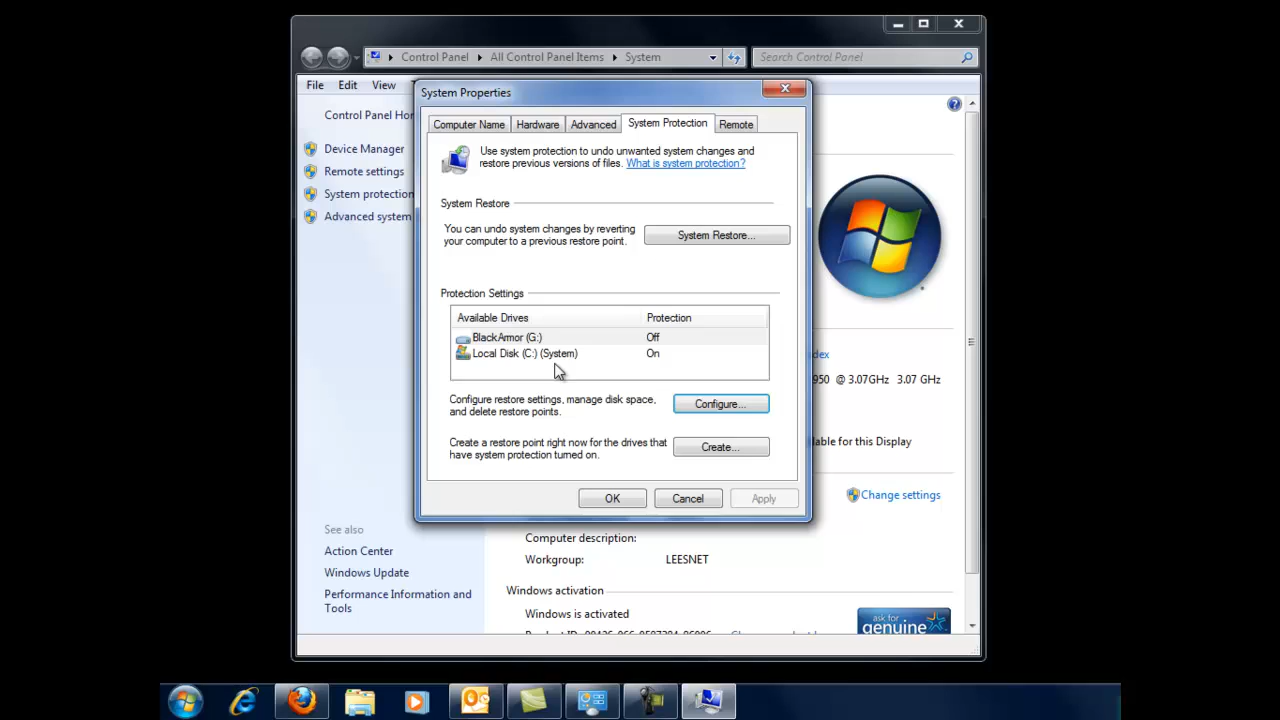 Control Panel All Control Panel Items System
Search Control Panel
File Edit View
System Properties
Control Panel Hor
Device Manager
Remote settings
System protection
Advanced system
Computer Name Hardware Advanced System Protection Remote
Use system protection to undo unwanted system changes and
restore previous versions of files. What is system protection?
System Restore
You can undo system changes by reverting
your computer to a previous restore point.
System Restore...
Protection Settings
Available Drives Protection
BlackArmor (G:) Off
Local Disk (C:) (System) On
Configure restore settings, manage disk space,
and delete restore points.
Configure...
Create a restore point right now for the drives that
have system protection turned on.
Create...
OK Cancel Apply
dex
950 @ 3.07GHz 3.07 GHz
lable for this Display
Change settings
See also
Action Center
Windows Update
Performance Information and
Tools
Computer description:
Workgroup: LEESNET
Windows activation
Windows is activated
ask for
genuine